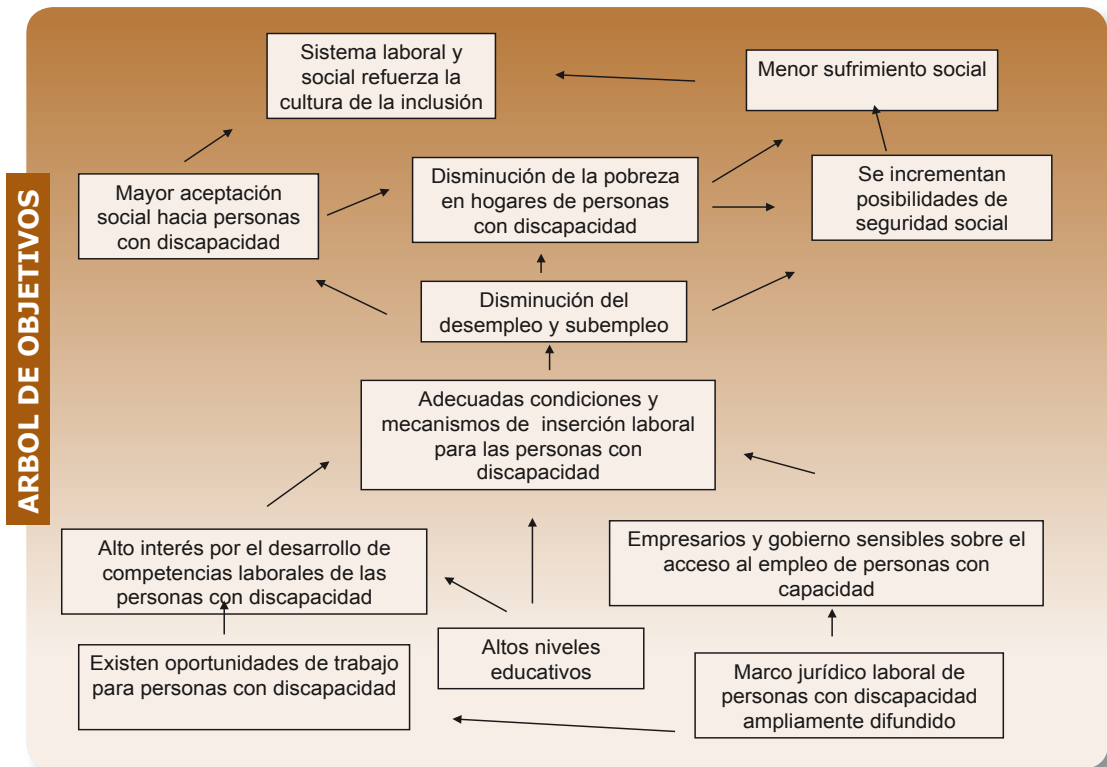 ARBOL DE OBJETIVOS
Sistema laboral y
social refuerza la
cultura de la inclusión
Menor sufrimiento social
Mayor aceptación
social hacia personas
con discapacidad
Disminución de la pobreza
en hogares de personas
con discapacidad
Se incrementan
posibilidades de
seguridad social
Disminución del
desempleo y subempleo
Adecuadas condiciones y
mecanismos de inserción laboral
para las personas con
discapacidad
Alto interés por el desarrollo de
competencias laborales de las
personas con discapacidad
Empresarios y gobierno sensibles sobre el
acceso al empleo de personas con
capacidad
Existen oportunidades de trabajo
para personas con discapacidad
Altos niveles
educativos
Marco jurídico laboral de
personas con discapacidad
ampliamente difundido